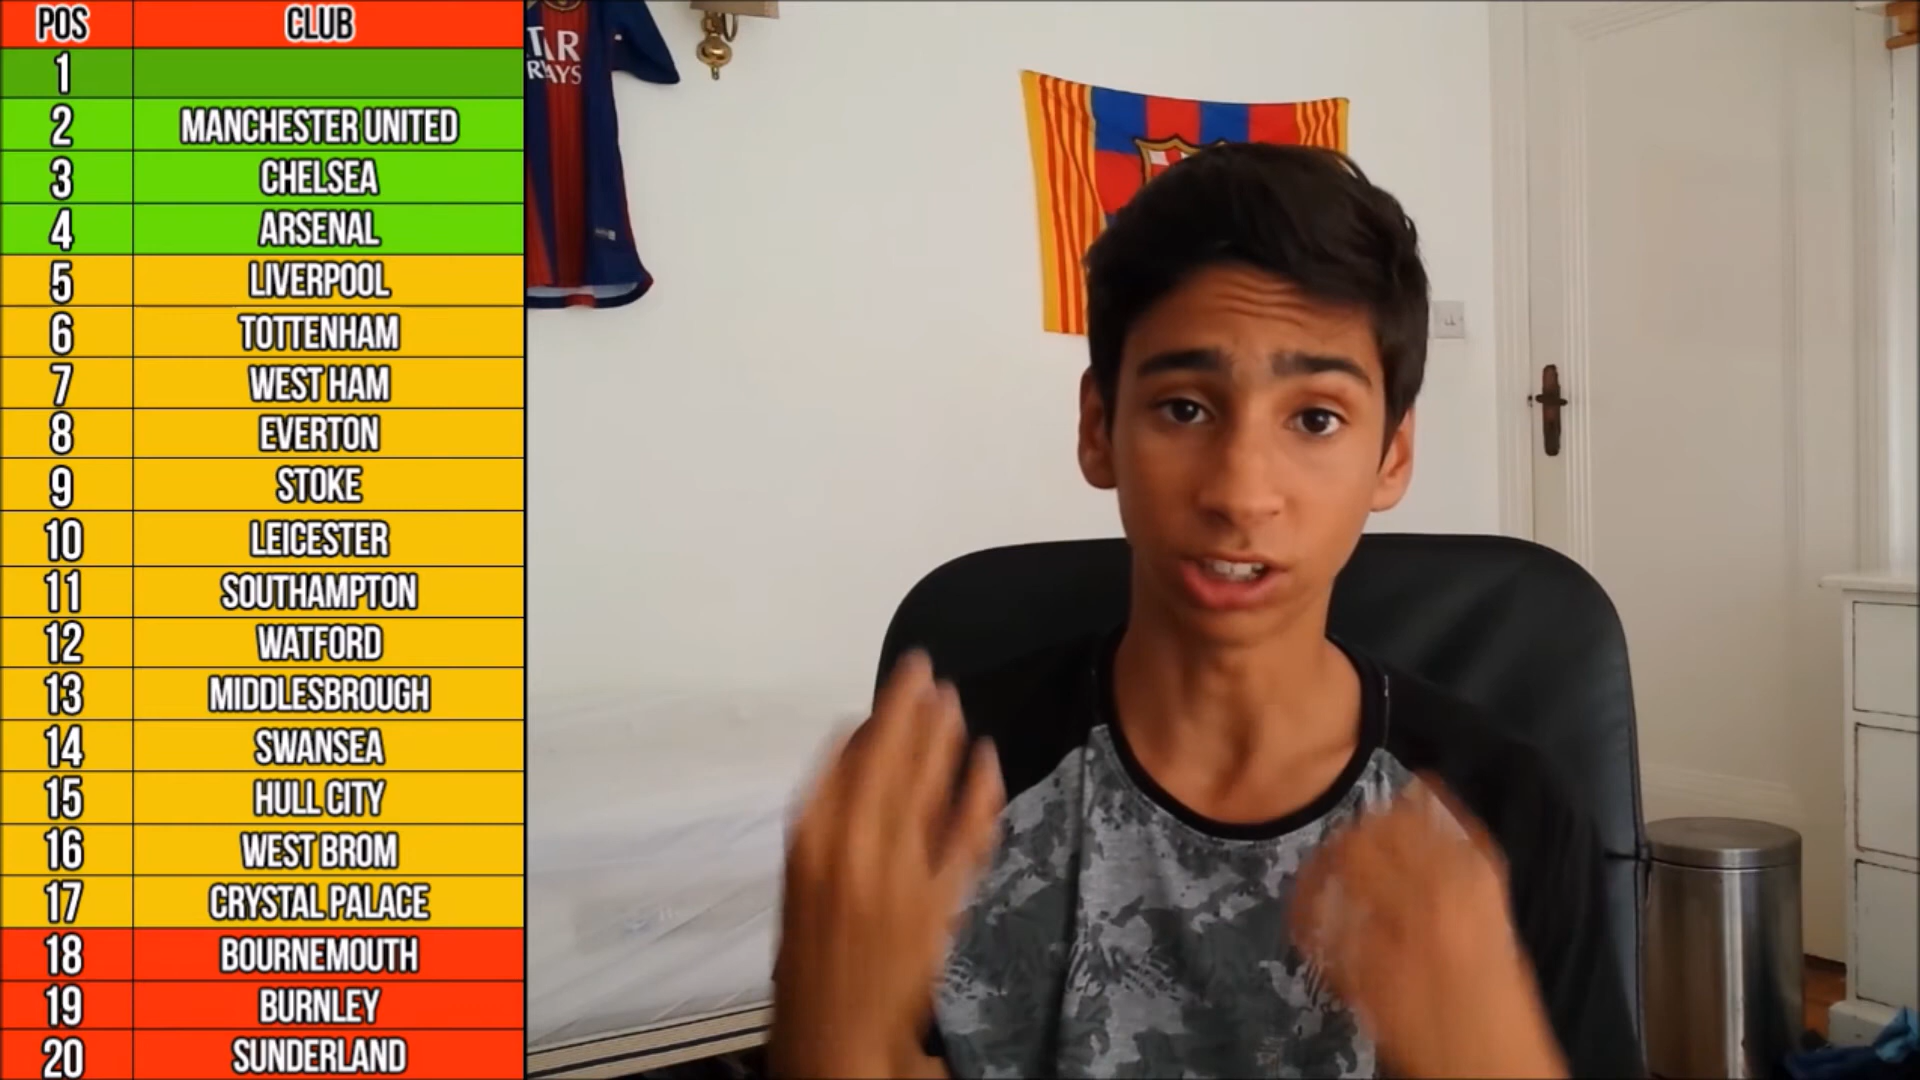 POS CLUB
1
2 MANCHESTER UNITED
3 CHELSEA
4 ARSENAL
5 LIVERPOOL
6 TOTTENHAM
7 WEST HAM
8 EVERTON
9 STOKE
10 LEICESTER
11 SOUTHAMPTON
12 WATFORD
13 MIDDLESBROUGH
14 SWANSEA
15 HULL CITY
16 WEST BROM
17 CRYSTAL PALACE
18 BOURNEMOUTH
19 BURNLEY
20 SUNDERLAND